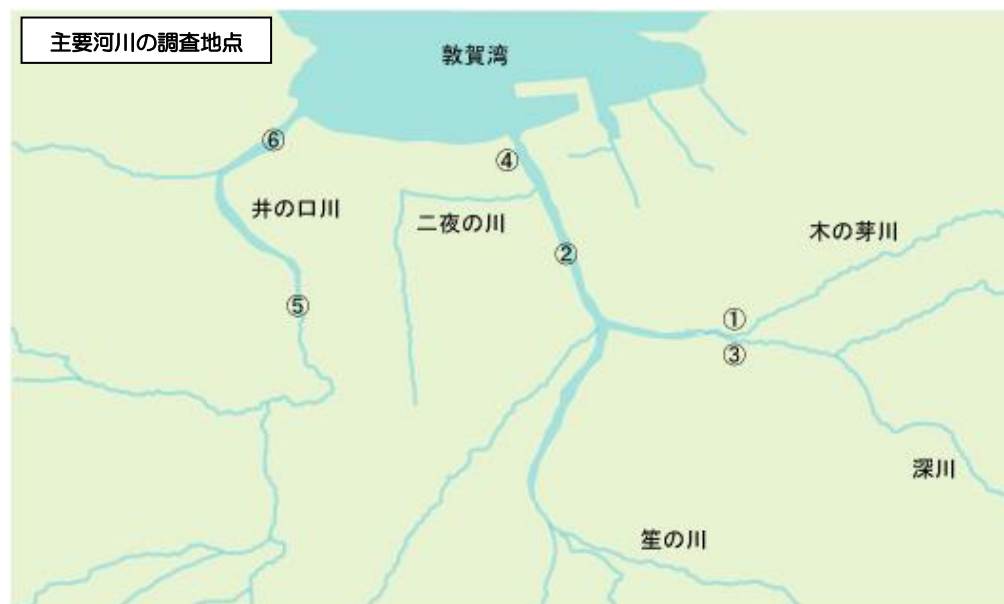 主要河川の調査地点
敦賀湾
⑥
④
井の口川
二夜の川
木の芽川
②
⑤
①
③
深川
笙の川